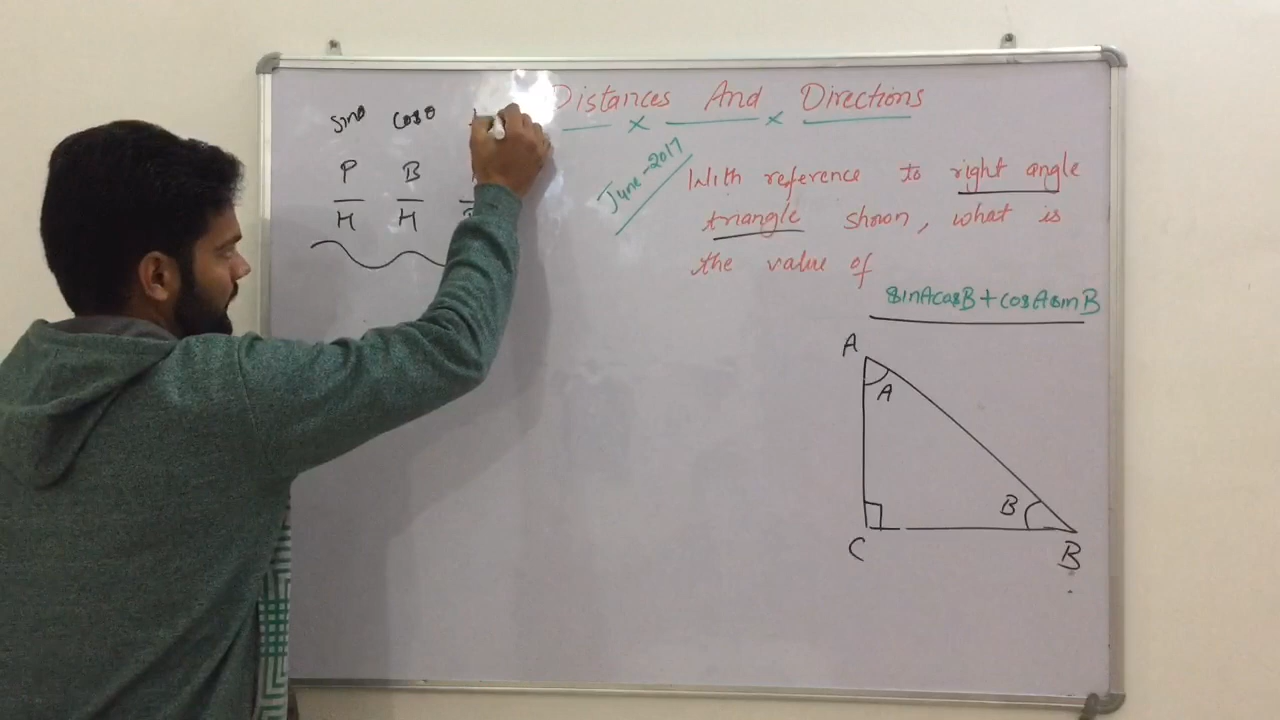 Distances And Directions
sinθ cosθ
P B
H H
June-2017
With reference to right angle
triangle shown, what is
the value of
sinAcosB+cosAsinB
A
A
B
C
B